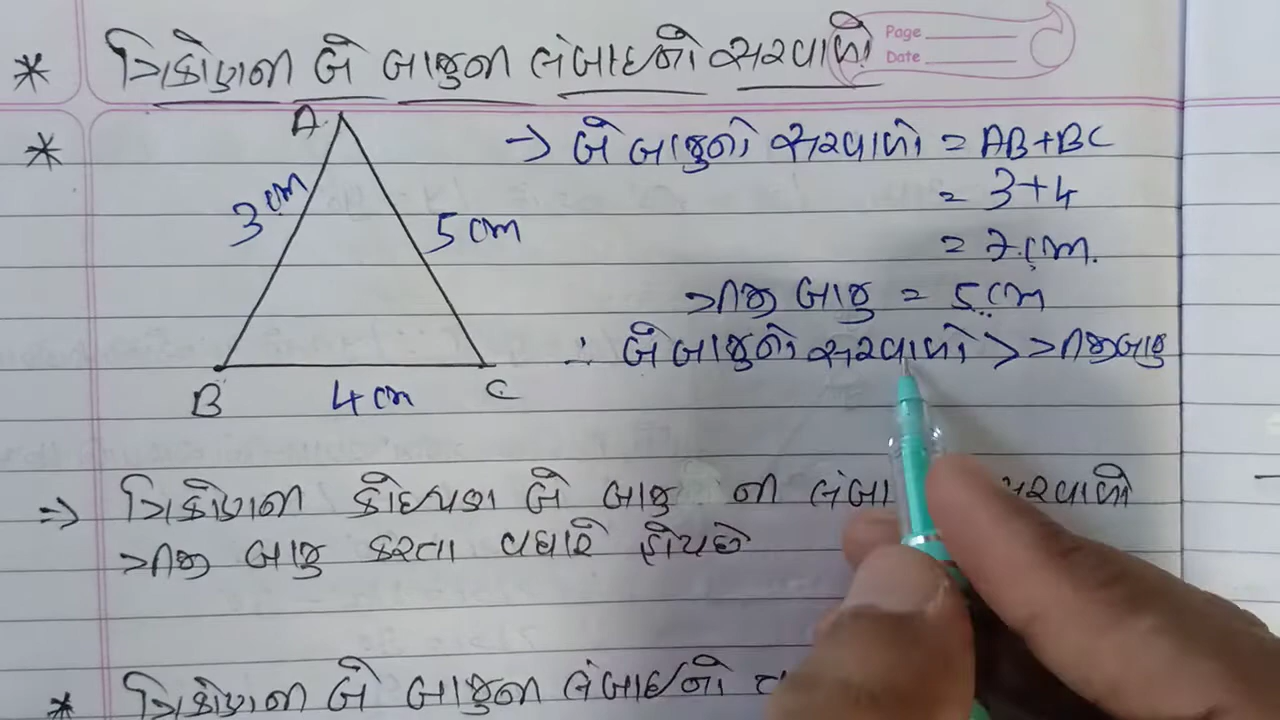 Page
Date
* ત્રિકોણના બે બાજુના લંબાઈનો સરવાળો
* A
→ બે બાજુનો સરવાળો = AB+BC
3 cm
5 cm
= 3+4
= 7 cm.
ત્રીજી બાજુ = 5 cm
∴ બે બાજુનો સરવાળો > ત્રીજી બાજુ
B 4 cm C
⇒ ત્રિકોણના કોઈપણ બે બાજુ ના સરવાળો
ત્રીજી બાજુ કરતા વધારે હોય છે
* ત્રિકોણના બે બાજુના લંબાઈનો